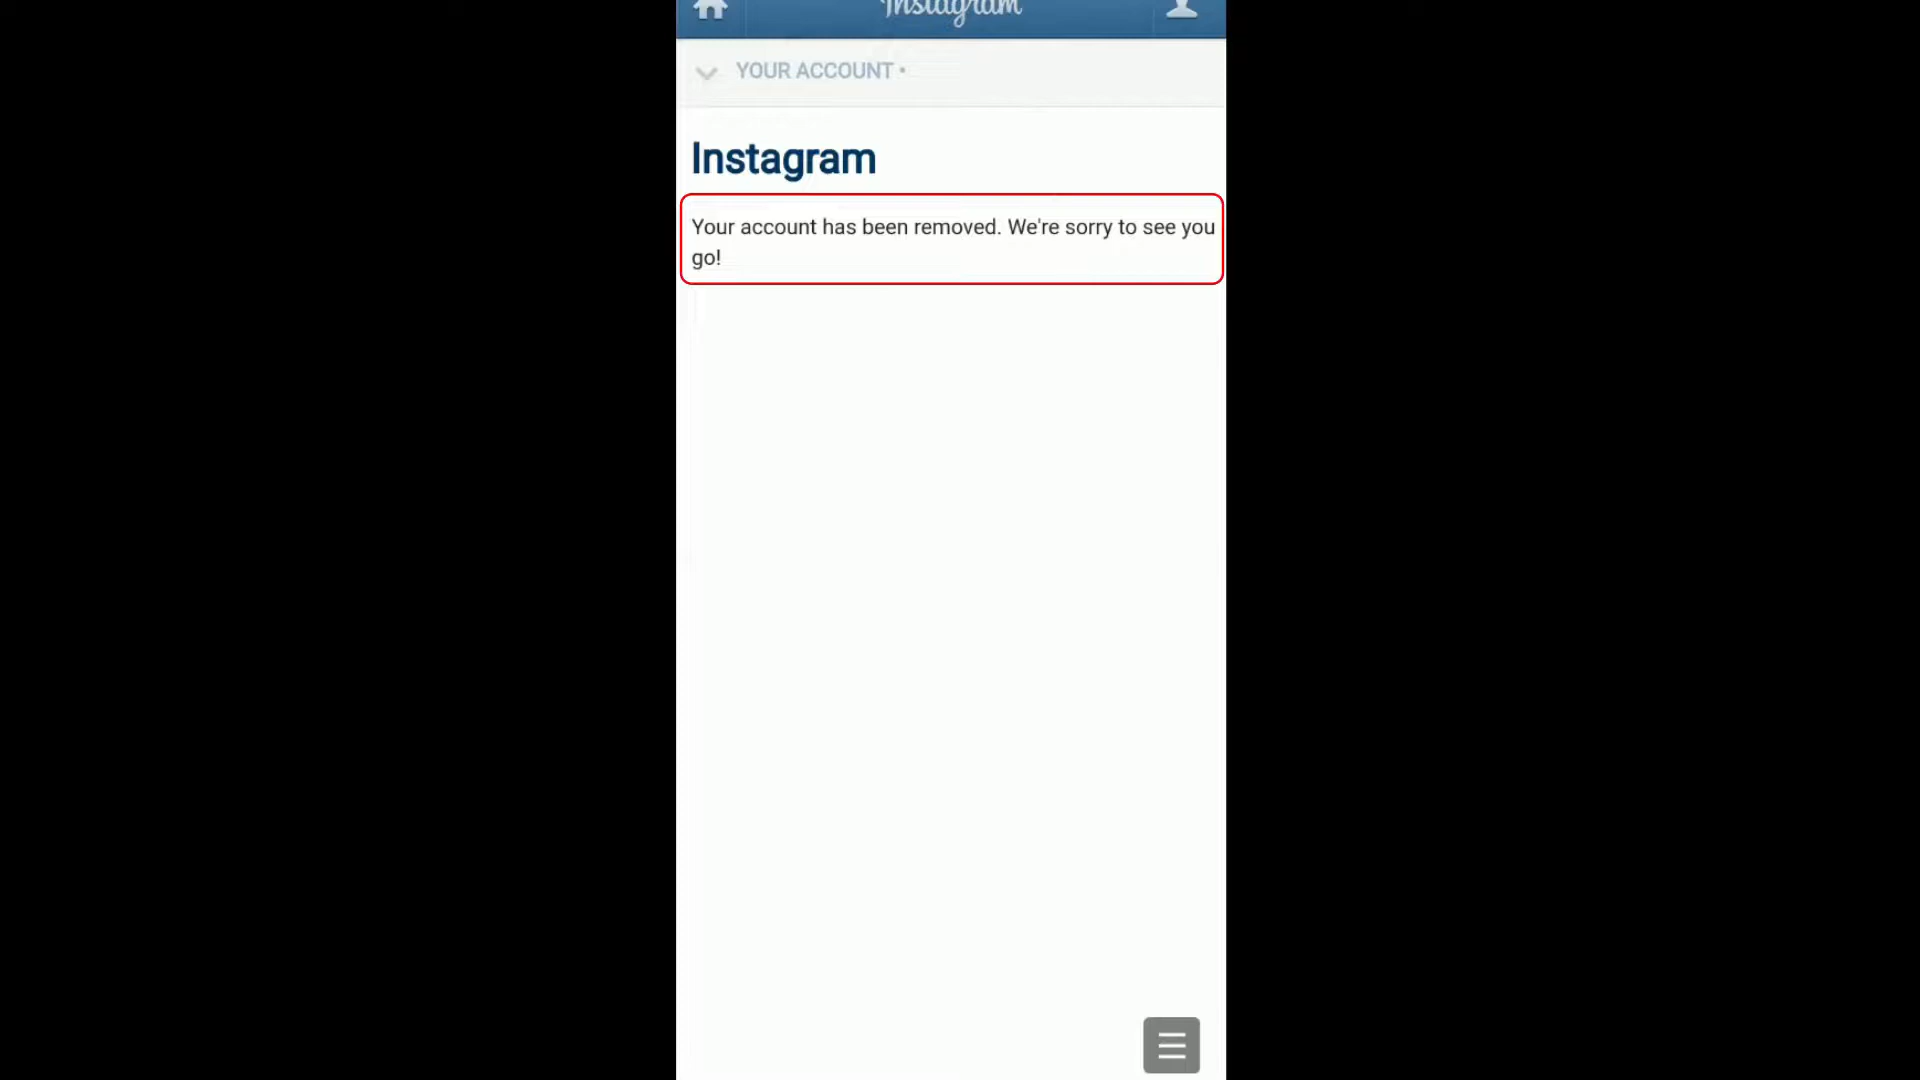 Instagram
YOUR ACCOUNT •
Instagram
Your account has been removed. We're sorry to see you
go!